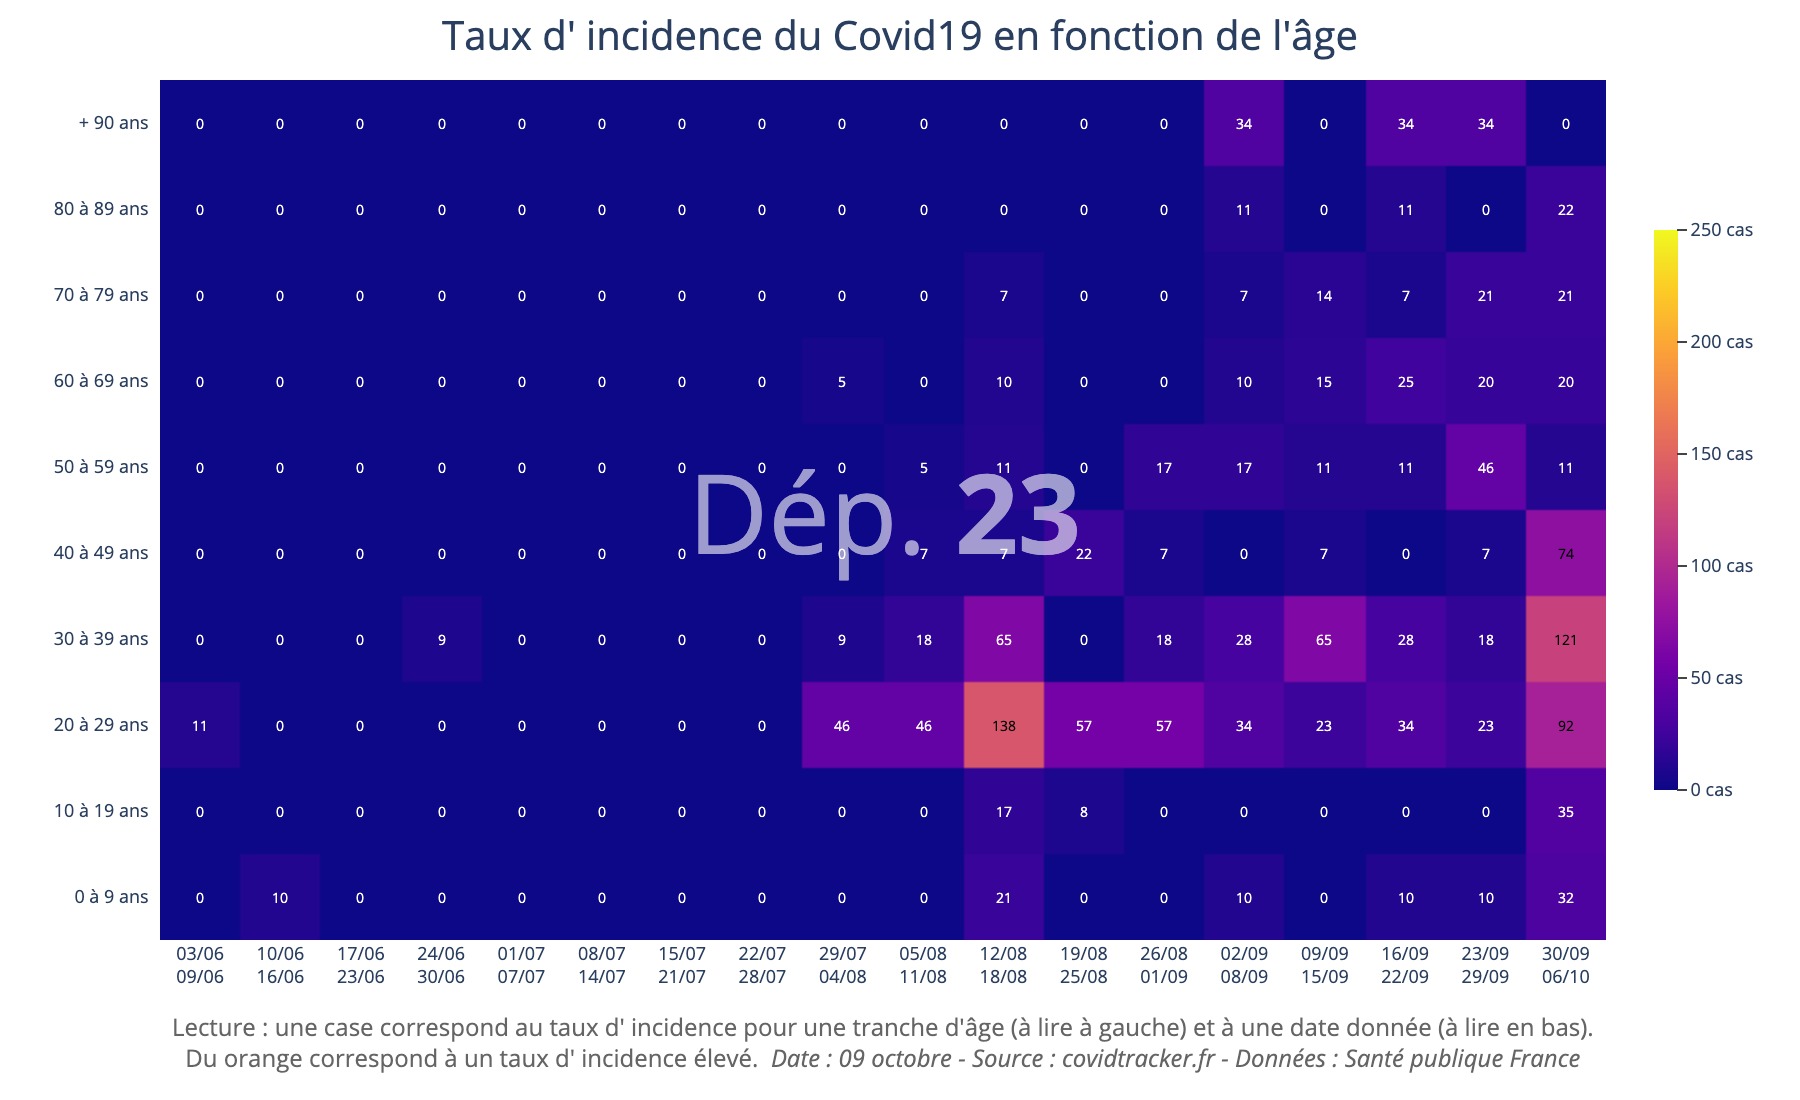 Taux d' incidence du Covid19 en fonction de l'âge
+ 90 ans 0 0 0 0 0 0 0 0 0 0 0 0 0 34 0 34 34 0
80 à 89 ans 0 0 0 0 0 0 0 0 0 0 0 0 0 11 0 11 0 22
70 à 79 ans 0 0 0 0 0 0 0 0 0 0 7 0 0 7 14 7 21 21
60 à 69 ans 0 0 0 0 0 0 0 0 5 0 10 0 0 10 15 25 20 20
50 à 59 ans 0 0 0 0 0 0 0 0 0 5 11 0 17 17 11 11 46 11
Dép. 23
40 à 49 ans 0 0 0 0 0 0 0 0 0 7 7 22 7 0 7 0 7 74
30 à 39 ans 0 0 0 9 0 0 0 0 9 18 65 0 18 28 65 28 18 121
20 à 29 ans 11 0 0 0 0 0 0 0 46 46 138 57 57 34 23 34 23 92
10 à 19 ans 0 0 0 0 0 0 0 0 0 0 17 8 0 0 0 0 0 35
0 à 9 ans 0 10 0 0 0 0 0 0 0 0 21 0 0 10 0 10 10 32
03/06 10/06 17/06 24/06 01/07 08/07 15/07 22/07 29/07 05/08 12/08 19/08 26/08 02/09 09/09 16/09 23/09 30/09
09/06 16/06 23/06 30/06 07/07 14/07 21/07 28/07 04/08 11/08 18/08 25/08 01/09 08/09 15/09 22/09 29/09 06/10
250 cas
200 cas
150 cas
100 cas
50 cas
0 cas
Lecture : une case correspond au taux d' incidence pour une tranche d'âge (à lire à gauche) et à une date donnée (à lire en bas).
Du orange correspond à un taux d' incidence élevé. Date : 09 octobre - Source : covidtracker.fr - Données : Santé publique France